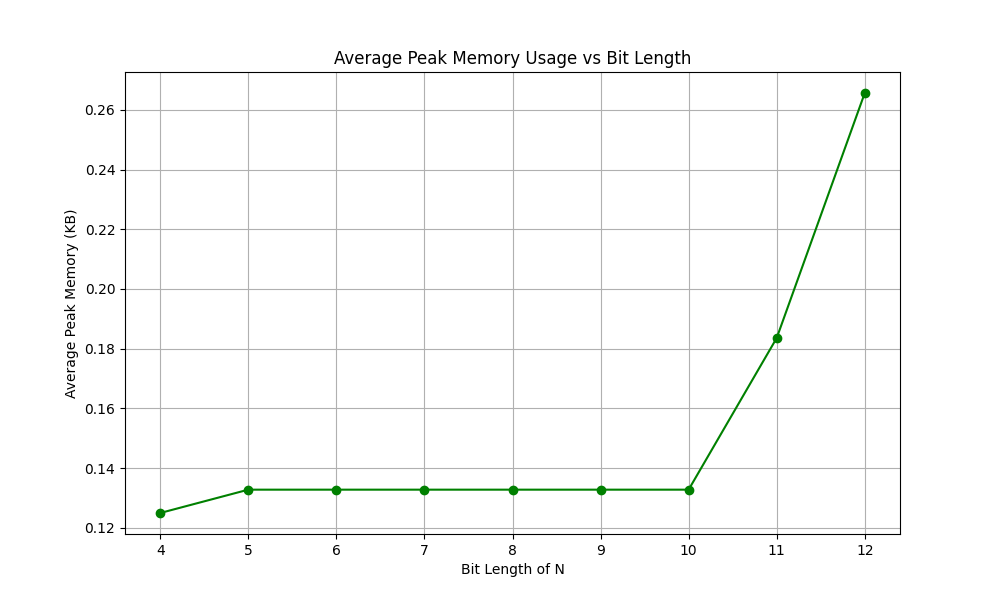 Average Peak Memory Usage vs Bit Length
Average Peak Memory (KB)
0.26
0.24
0.22
0.20
0.18
0.16
0.14
0.12
4 5 6 7 8 9 10 11 12
Bit Length of N